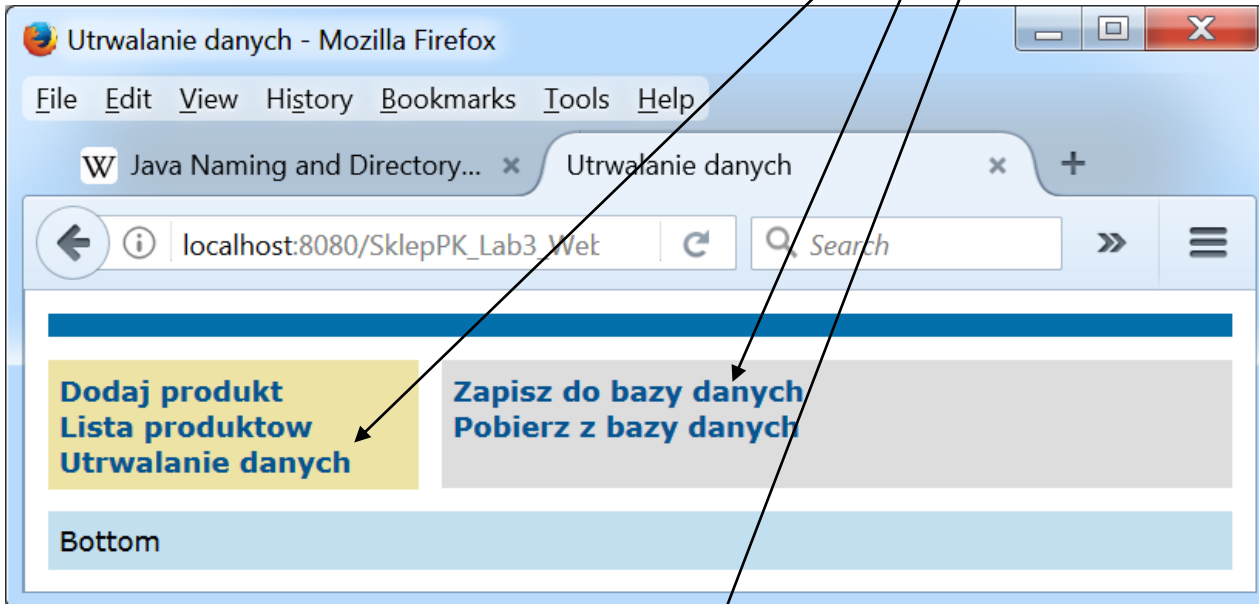 Utrwalanie danych - Mozilla Firefox
File Edit View History Bookmarks Tools Help
W Java Naming and Directory... × Utrwalanie danych × +
localhost:8080/SklepPK_Lab3_Web Search
Dodaj produkt
Lista produktow
Utrwalanie danych
Zapisz do bazy danych
Pobierz z bazy danych
Bottom